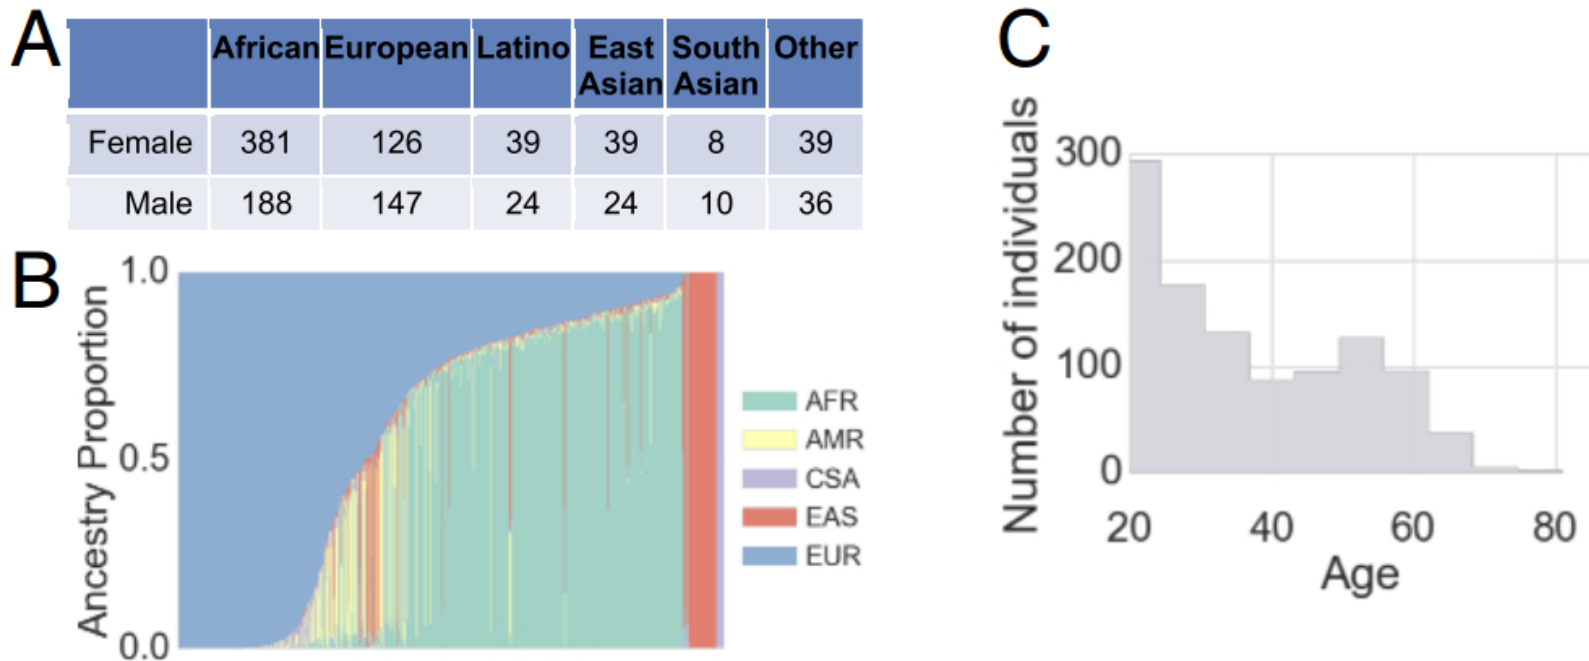 A
African European Latino East Asian South Asian Other
Female 381 126 39 39 8 39
Male 188 147 24 24 10 36
B
Ancestry Proportion
1.0
0.5
0.0
AFR
AMR
CSA
EAS
EUR
C
Number of individuals
300
200
100
0
20 40 60 80
Age